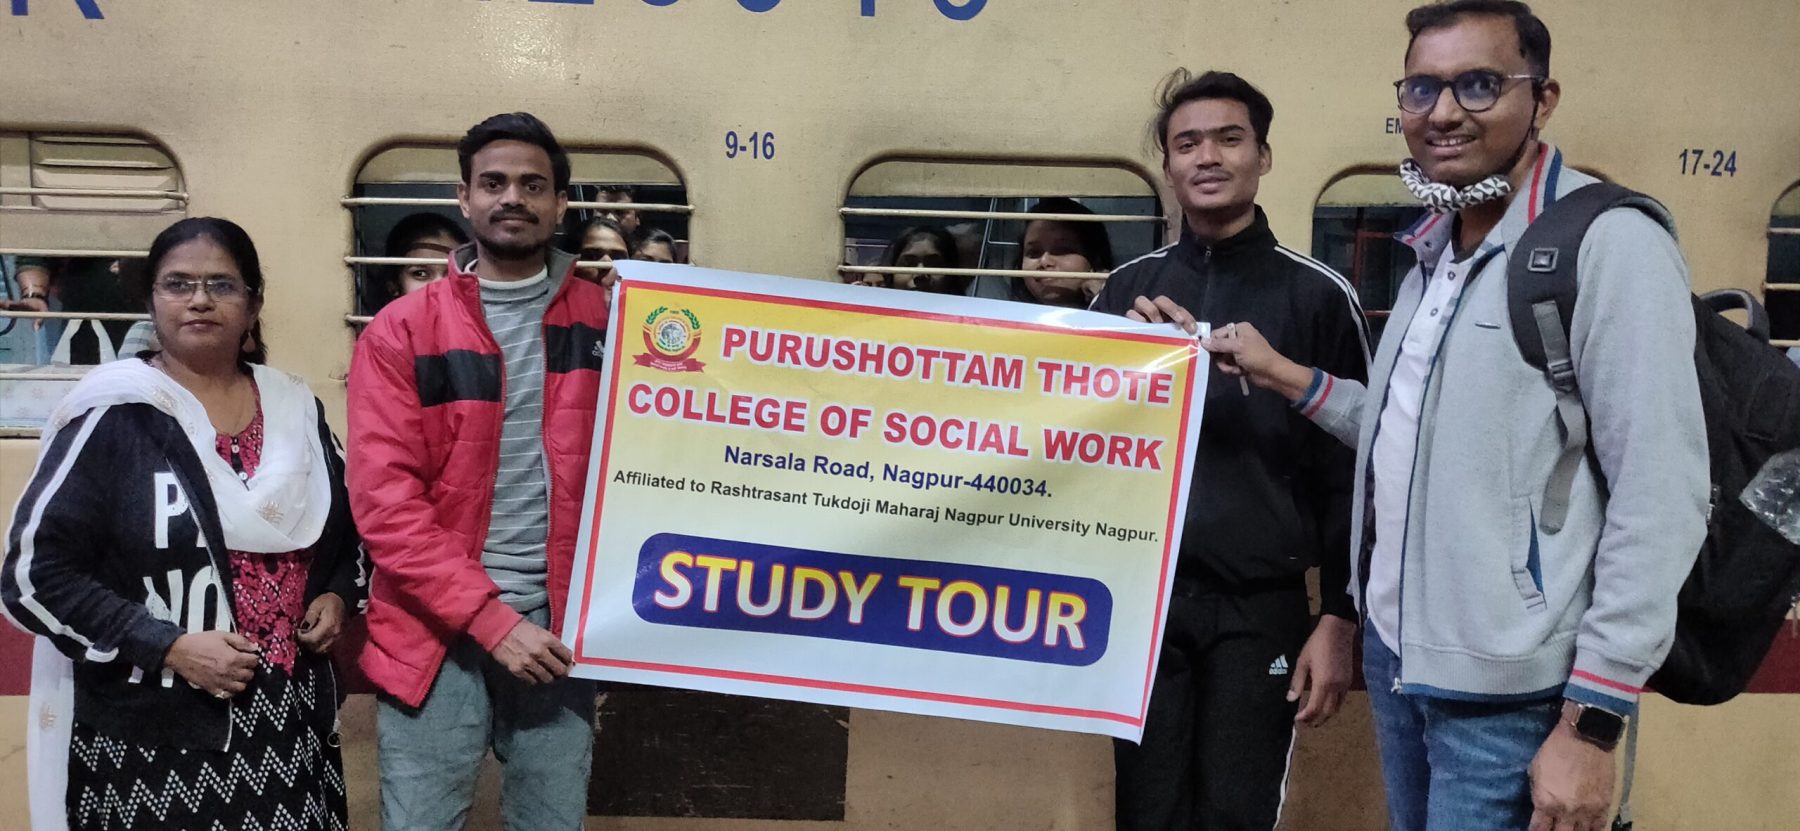 9-16
17-24
PURUSHOTTAM THOTE
COLLEGE OF SOCIAL WORK
Narsala Road, Nagpur-440034.
Affiliated to Rashtrasant Tukdoji Maharaj Nagpur University Nagpur.
STUDY TOUR
adidas